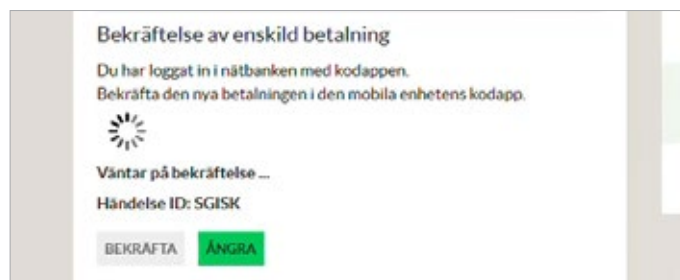 Bekräftelse av enskild betalning
Du har loggat in i nätbanken med kodappen.
Bekräfta den nya betalningen i den mobila enhetens kodapp.
Väntar på bekräftelse ...
Händelse ID: SGISK
BEKRÄFTA ÅNGRA